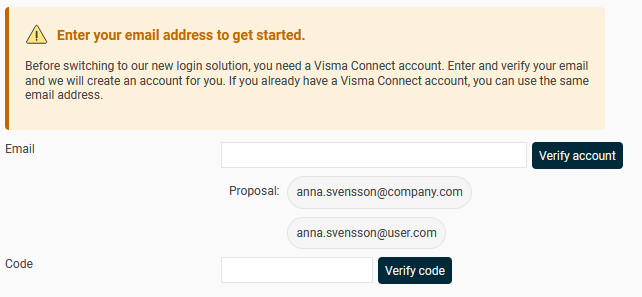 Enter your email address to get started.
Before switching to our new login solution, you need a Visma Connect account. Enter and verify your email
and we will create an account for you. If you already have a Visma Connect account, you can use the same
email address.
Email
Verify account
Proposal: anna.svensson@company.com
anna.svensson@user.com
Code
Verify code